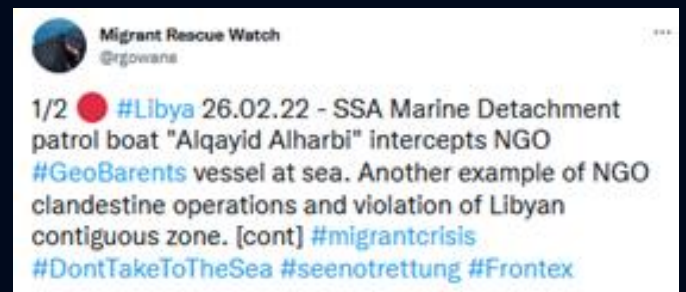 Migrant Rescue Watch
@rgowans
1/2 🔴 #Libya 26.02.22 - SSA Marine Detachment
patrol boat "Alqayid Alharbi" intercepts NGO
#GeoBarents vessel at sea. Another example of NGO
clandestine operations and violation of Libyan
contiguous zone. [cont] #migrantcrisis
#DontTakeToTheSea #seenotrettung #Frontex